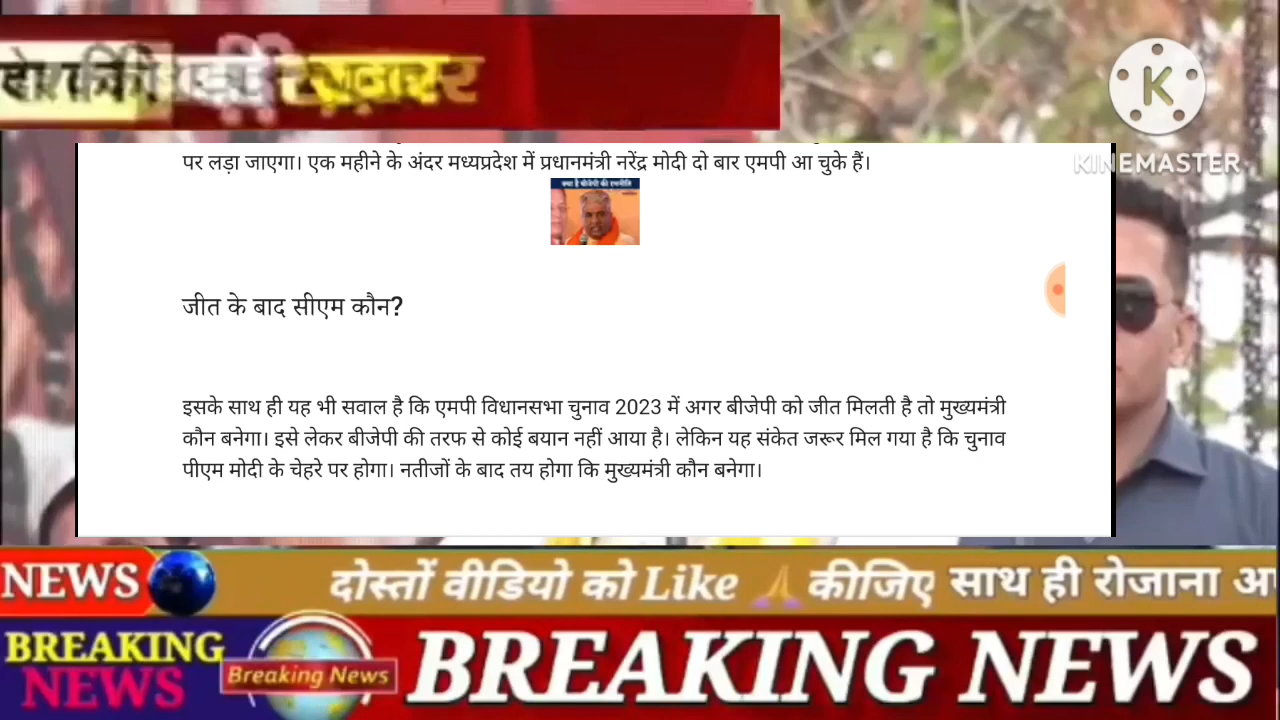 KINEMASTER
पर लड़ा जाएगा। एक महीने के अंदर मध्यप्रदेश में प्रधानमंत्री नरेंद्र मोदी दो बार एमपी आ चुके हैं।
क्या है बीजेपी की रणनीति
जीत के बाद सीएम कौन?
इसके साथ ही यह भी सवाल है कि एमपी विधानसभा चुनाव 2023 में अगर बीजेपी को जीत मिलती है तो मुख्यमंत्री
कौन बनेगा। इसे लेकर बीजेपी की तरफ से कोई बयान नहीं आया है। लेकिन यह संकेत जरूर मिल गया है कि चुनाव
पीएम मोदी के चेहरे पर होगा। नतीजों के बाद तय होगा कि मुख्यमंत्री कौन बनेगा।
NEWS
दोस्तों वीडियो को Like 🙏 कीजिए साथ ही रोजाना
BREAKING
NEWS
Breaking News
BREAKING NEWS